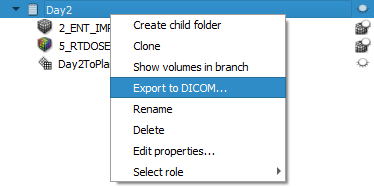 Day2
2_ENT_IMP
5_RTDOSE
Day2ToPla
Create child folder
Clone
Show volumes in branch
Export to DICOM...
Rename
Delete
Edit properties...
Select role